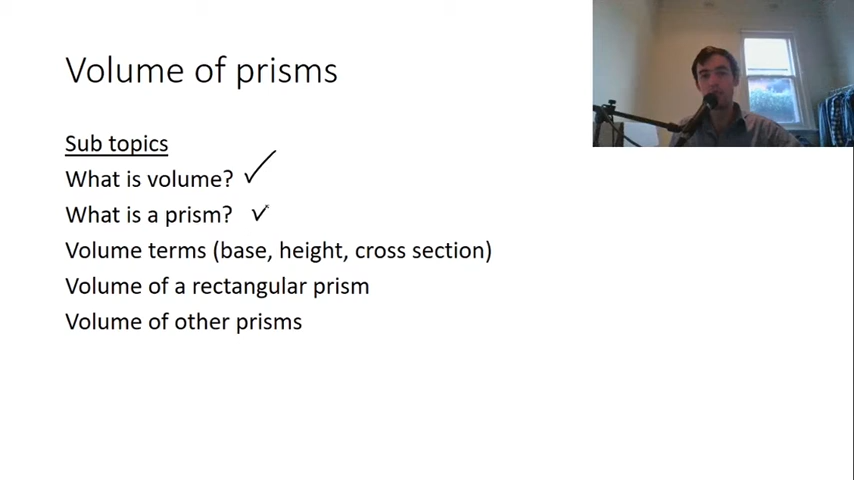 Volume of prisms
Sub topics
What is volume?
What is a prism?
Volume terms (base, height, cross section)
Volume of a rectangular prism
Volume of other prisms